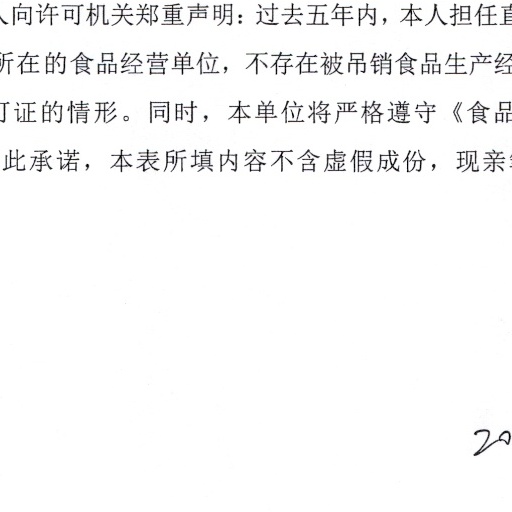 人向许可机关郑重声明：过去五年内，本人担任直
所在的食品经营单位，不存在被吊销食品生产经
可证的情形。同时，本单位将严格遵守《食品
此承诺，本表所填内容不含虚假成份，现亲
20